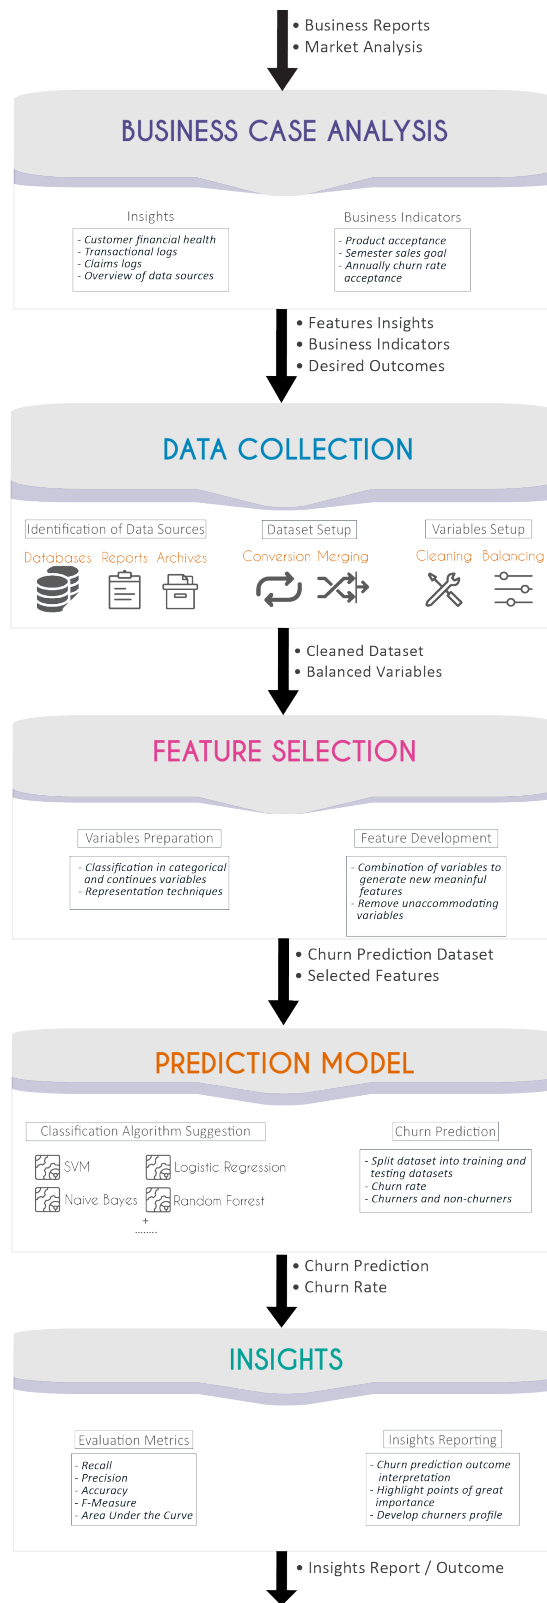 • Business Reports
• Market Analysis
BUSINESS CASE ANALYSIS
Insights
- Customer financial health
- Transactional logs
- Claims logs
- Overview of data sources
Business Indicators
- Product acceptance
- Semester sales goal
- Annually churn rate
acceptance
• Features Insights
• Business Indicators
• Desired Outcomes
DATA COLLECTION
Identification of Data Sources
Databases Reports Archives
Dataset Setup
Conversion Merging
Variables Setup
Cleaning Balancing
• Cleaned Dataset
• Balanced Variables
FEATURE SELECTION
Variables Preparation
- Classification in categorical
and continues variables
- Representation techniques
Feature Development
- Combination of variables to
generate new meaninful
features
- Remove unaccommodating
variables
• Churn Prediction Dataset
• Selected Features
PREDICTION MODEL
Classification Algorithm Suggestion
SVM
Logistic Regression
Naive Bayes
Random Forrest
+
........
Churn Prediction
- Split dataset into training and
testing datasets
- Churn rate
- Churners and non-churners
• Churn Prediction
• Churn Rate
INSIGHTS
Evaluation Metrics
- Recall
- Precision
- Accuracy
- F-Measure
- Area Under the Curve
Insights Reporting
- Churn prediction outcome
interpretation
- Highlight points of great
importance
- Develop churners profile
• Insights Report / Outcome